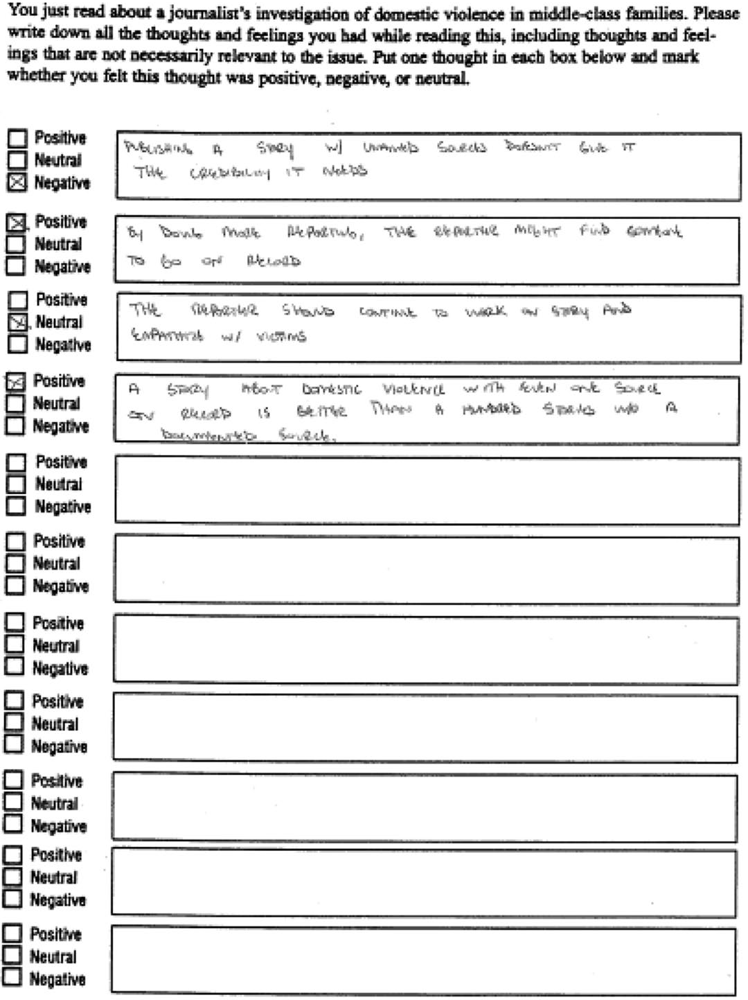 You just read about a journalist's investigation of domestic violence in middle-class families. Please
write down all the thoughts and feelings you had while reading this, including thoughts and feel-
ings that are not necessarily relevant to the issue. Put one thought in each box below and mark
whether you felt this thought was positive, negative, or neutral.
Positive
Neutral
Negative
PUBLISHING A STORY W/ UNNAMED SOURCES DOESN'T GIVE IT
THE CREDIBILITY IT NEEDS
Positive
Neutral
Negative
BY DOING MORE REPORTING, THE REPORTER MIGHT FIND SOMEONE
TO GO ON RECORD
Positive
Neutral
Negative
THE REPORTER SHOULD CONTINUE TO WORK ON STORY AND
EMPATHIZE W/ VICTIMS
Positive
Neutral
Negative
A STORY ABOUT DOMESTIC VIOLENCE WITH EVEN ONE SOURCE
ON RECORD IS BETTER THAN A HUNDRED STORIES W/O A
DOCUMENTED SOURCE.
Positive
Neutral
Negative
Positive
Neutral
Negative
Positive
Neutral
Negative
Positive
Neutral
Negative
Positive
Neutral
Negative
Positive
Neutral
Negative
Positive
Neutral
Negative